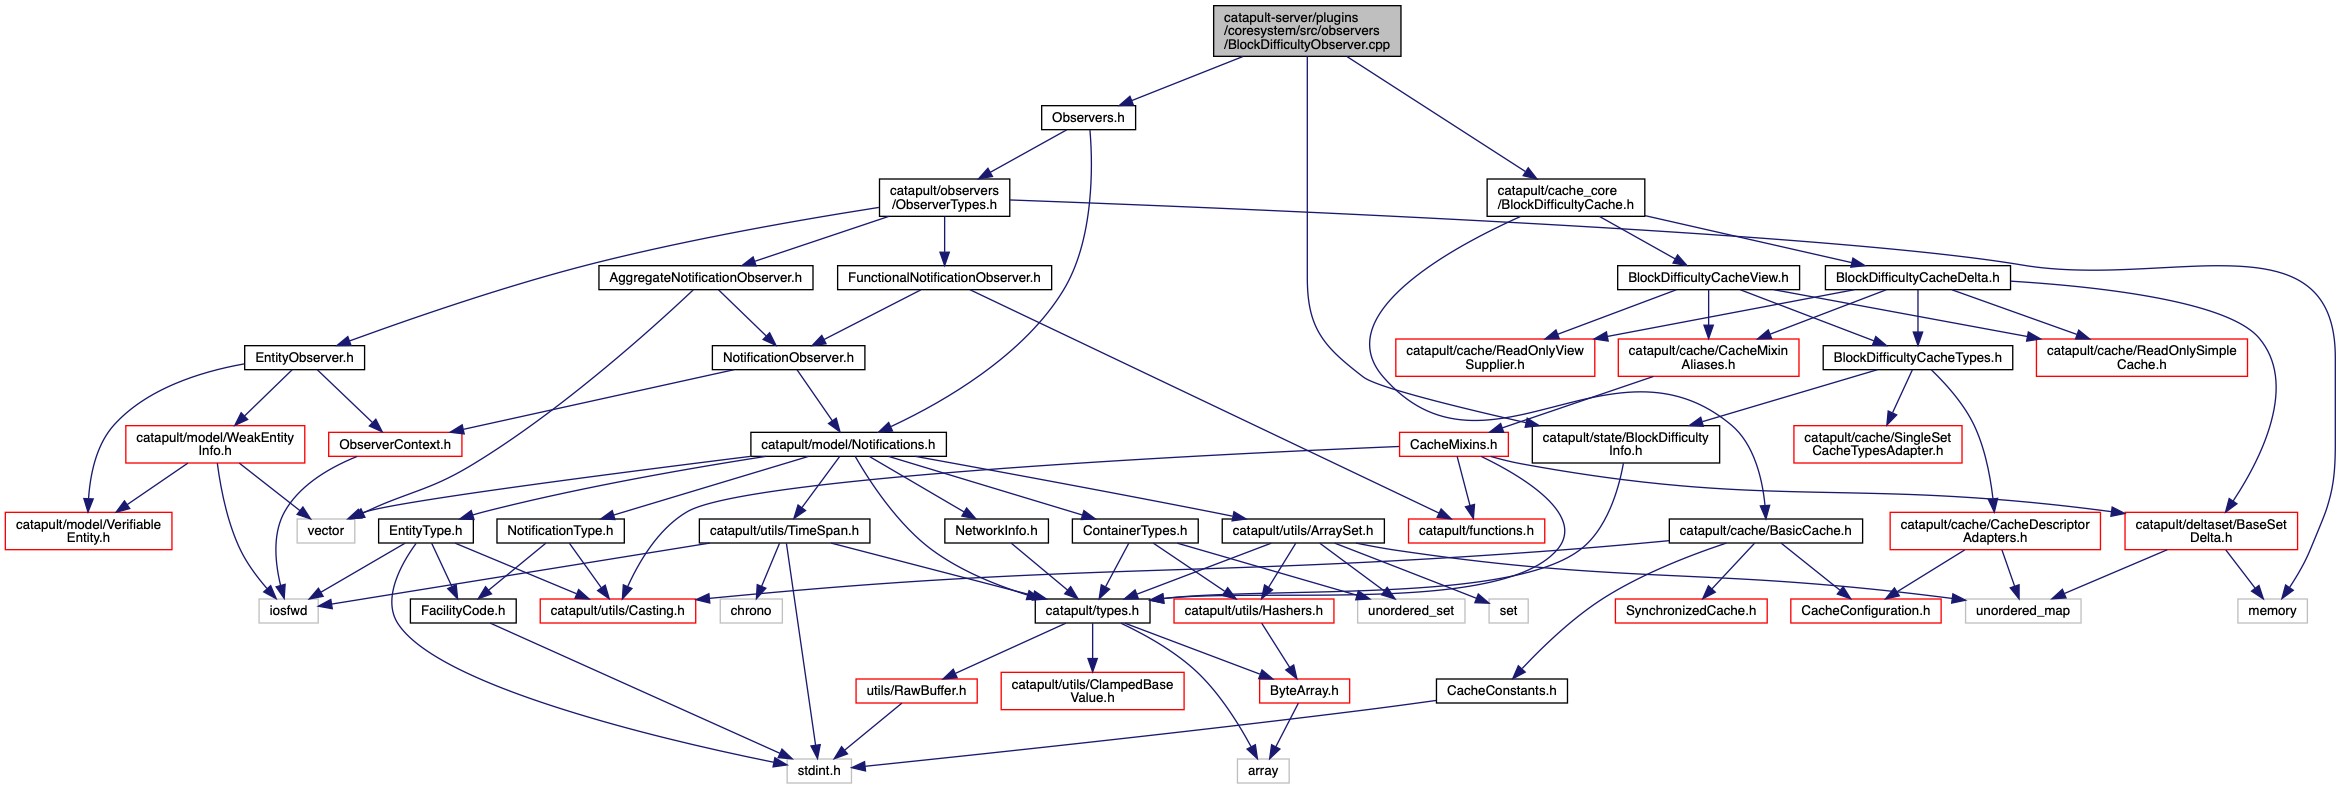 catapult-server/plugins
/coresystem/src/observers
/BlockDifficultyObserver.cpp
Observers.h
catapult/observers
/ObserverTypes.h
catapult/cache_core
/BlockDifficultyCache.h
AggregateNotificationObserver.h
FunctionalNotificationObserver.h
BlockDifficultyCacheView.h
BlockDifficultyCacheDelta.h
EntityObserver.h
NotificationObserver.h
catapult/cache/ReadOnlyView
Supplier.h
catapult/cache/CacheMixin
Aliases.h
BlockDifficultyCacheTypes.h
catapult/cache/ReadOnlySimple
Cache.h
catapult/model/WeakEntity
Info.h
ObserverContext.h
catapult/model/Notifications.h
CacheMixins.h
catapult/state/BlockDifficulty
Info.h
catapult/cache/SingleSet
CacheTypesAdapter.h
catapult/model/Verifiable
Entity.h
vector
EntityType.h
NotificationType.h
catapult/utils/TimeSpan.h
NetworkInfo.h
ContainerTypes.h
catapult/utils/ArraySet.h
catapult/functions.h
catapult/cache/BasicCache.h
catapult/cache/CacheDescriptor
Adapters.h
catapult/deltaset/BaseSet
Delta.h
iosfwd
FacilityCode.h
catapult/utils/Casting.h
chrono
catapult/types.h
catapult/utils/Hashers.h
unordered_set
set
SynchronizedCache.h
CacheConfiguration.h
unordered_map
memory
utils/RawBuffer.h
catapult/utils/ClampedBase
Value.h
ByteArray.h
CacheConstants.h
stdint.h
array